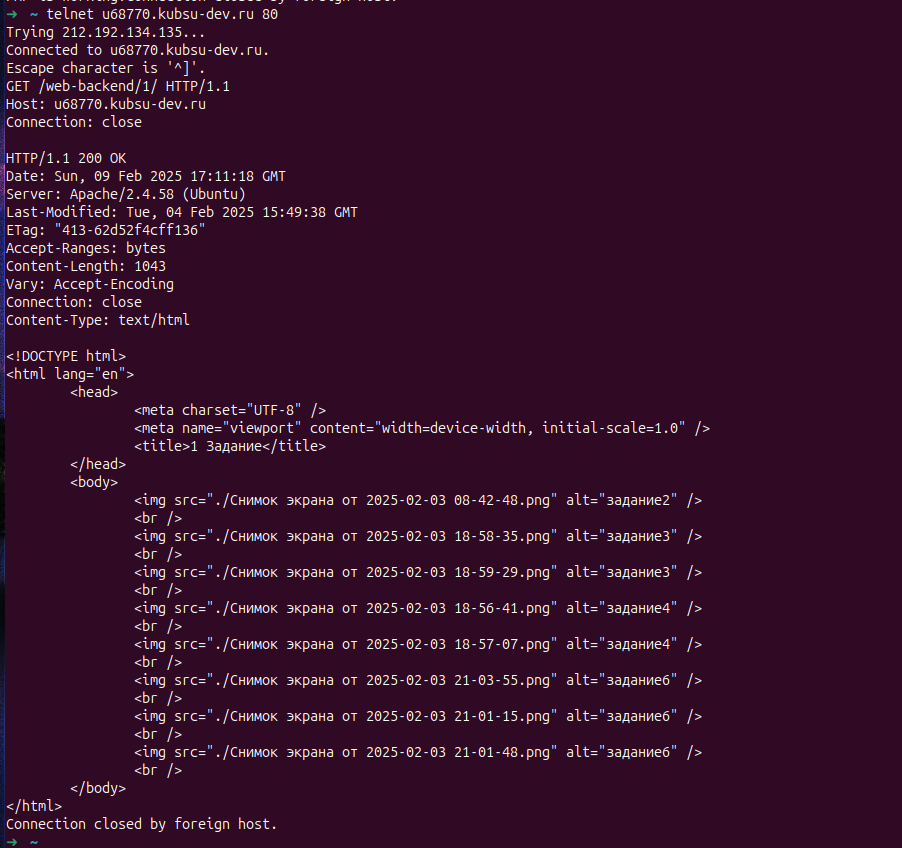 → ~ telnet u68770.kubsu-dev.ru 80
Trying 212.192.134.135...
Connected to u68770.kubsu-dev.ru.
Escape character is '^]'.
GET /web-backend/1/ HTTP/1.1
Host: u68770.kubsu-dev.ru
Connection: close

HTTP/1.1 200 OK
Date: Sun, 09 Feb 2025 17:11:18 GMT
Server: Apache/2.4.58 (Ubuntu)
Last-Modified: Tue, 04 Feb 2025 15:49:38 GMT
ETag: "413-62d52f4cff136"
Accept-Ranges: bytes
Content-Length: 1043
Vary: Accept-Encoding
Connection: close
Content-Type: text/html

<!DOCTYPE html>
<html lang="en">
<head>
<meta charset="UTF-8" />
<meta name="viewport" content="width=device-width, initial-scale=1.0" />
<title>1 Задание</title>
</head>
<body>
<img src="./Снимок экрана от 2025-02-03 08-42-48.png" alt="задание2" />
<br />
<img src="./Снимок экрана от 2025-02-03 18-58-35.png" alt="задание3" />
<br />
<img src="./Снимок экрана от 2025-02-03 18-59-29.png" alt="задание3" />
<br />
<img src="./Снимок экрана от 2025-02-03 18-56-41.png" alt="задание4" />
<br />
<img src="./Снимок экрана от 2025-02-03 18-57-07.png" alt="задание4" />
<br />
<img src="./Снимок экрана от 2025-02-03 21-03-55.png" alt="задание6" />
<br />
<img src="./Снимок экрана от 2025-02-03 21-01-15.png" alt="задание6" />
<br />
<img src="./Снимок экрана от 2025-02-03 21-01-48.png" alt="задание6" />
<br />
</body>
</html>
Connection closed by foreign host.
→ ~